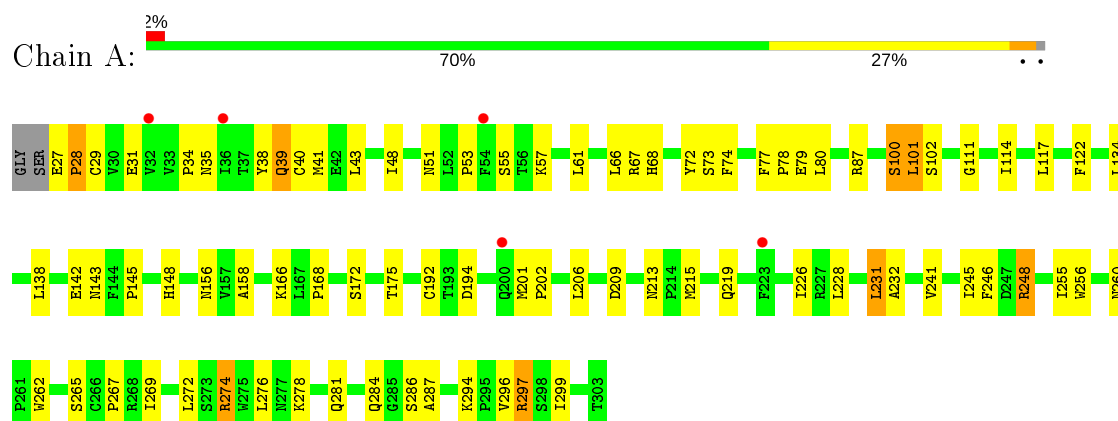 2%
Chain A:
70% 27% • •
GLY SER E27 P28 C29 V30 E31 V32 V33 P34 N35 I36 T37 Y38 Q39 C40 M41 E42 L43 I48 N51 L52 P53 F54 S55 T56 K57 L61 L66 R67 H68 Y72 S73 F74 F77 P78 E79 L80 R87 S100 L101 S102 G111 I114 L117 F122 L134
L138 E142 N143 F144 P145 H148 N156 V157 A158 K166 L167 P168 S172 T175 C192 T193 D194 Q200 M201 P202 L206 D209 N213 P214 M215 Q219 F223 I226 R227 L228 L231 A232 V241 I245 F246 D247 R248 I255 W256 N260
P261 W262 S265 C266 P267 R268 I269 L272 S273 R274 W275 L276 N277 K278 Q281 Q284 G285 S286 A287 K294 P295 V296 R297 S298 I299 T303